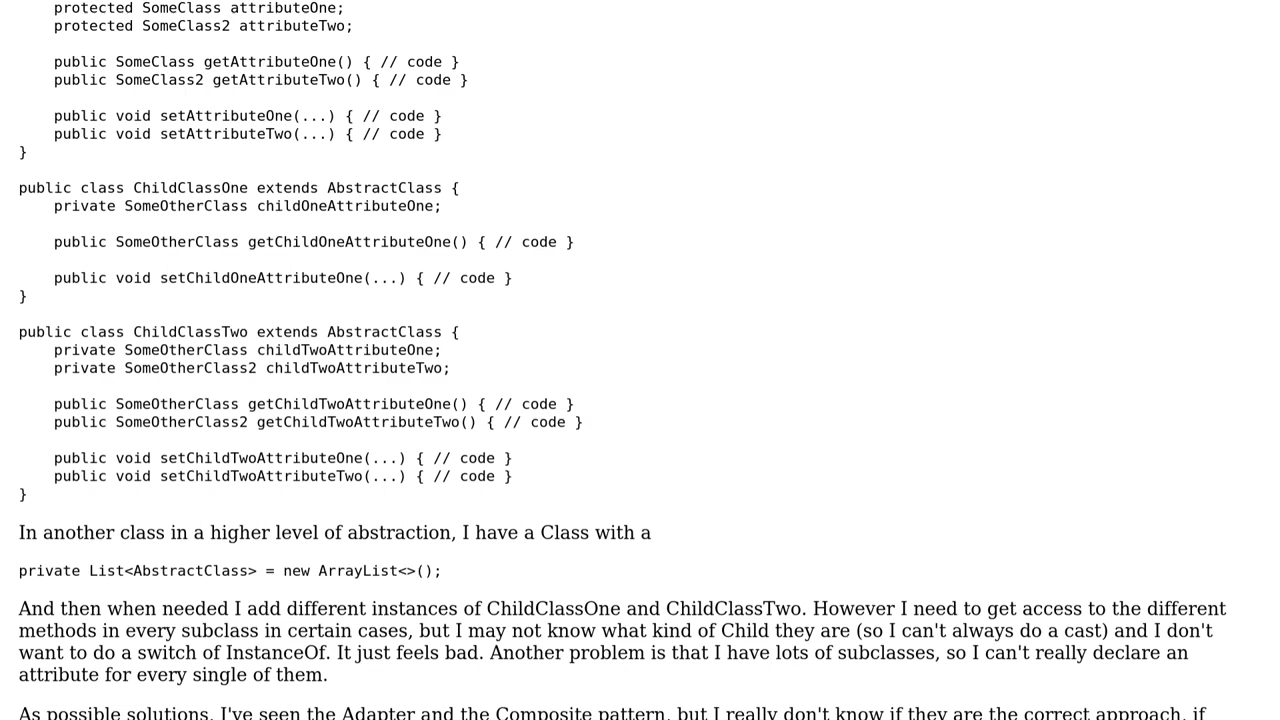 protected SomeClass attributeOne;
protected SomeClass2 attributeTwo;
public SomeClass getAttributeOne() { // code }
public SomeClass2 getAttributeTwo() { // code }
public void setAttributeOne(...) { // code }
public void setAttributeTwo(...) { // code }
}
public class ChildClassOne extends AbstractClass {
private SomeOtherClass childOneAttributeOne;
public SomeOtherClass getChildOneAttributeOne() { // code }
public void setChildOneAttributeOne(...) { // code }
}
public class ChildClassTwo extends AbstractClass {
private SomeOtherClass childTwoAttributeOne;
private SomeOtherClass2 childTwoAttributeTwo;
public SomeOtherClass getChildTwoAttributeOne() { // code }
public SomeOtherClass2 getChildTwoAttributeTwo() { // code }
public void setChildTwoAttributeOne(...) { // code }
public void setChildTwoAttributeTwo(...) { // code }
}
In another class in a higher level of abstraction, I have a Class with a
private List<AbstractClass> = new ArrayList<>();
And then when needed I add different instances of ChildClassOne and ChildClassTwo. However I need to get access to the different
methods in every subclass in certain cases, but I may not know what kind of Child they are (so I can't always do a cast) and I don't
want to do a switch of InstanceOf. It just feels bad. Another problem is that I have lots of subclasses, so I can't really declare an
attribute for every single of them.
As possible solutions, I've seen the Adapter and the Composite pattern, but I really don't know if they are the correct approach, if